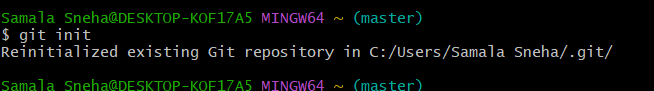 Samala Sneha@DESKTOP-KOF17A5 MINGW64 ~ (master)
$ git init
Reinitialized existing Git repository in C:/Users/Samala Sneha/.git/
Samala Sneha@DESKTOP-KOF17A5 MINGW64 ~ (master)